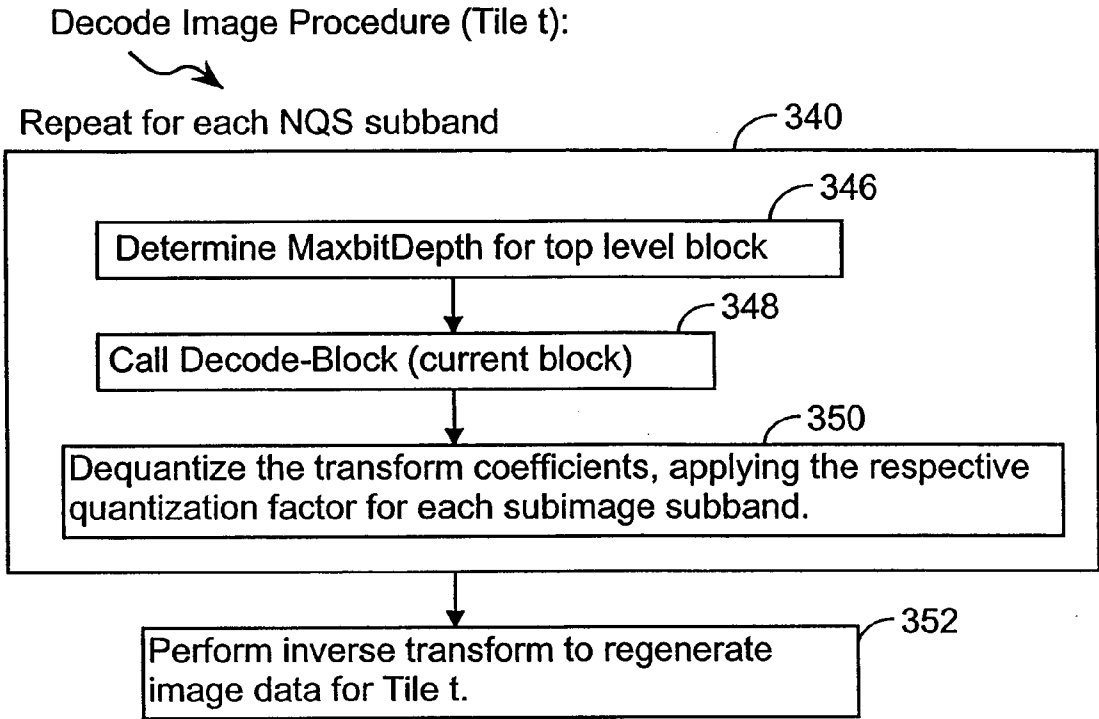 Decode Image Procedure (Tile t):
Repeat for each NQS subband
340
346
Determine MaxbitDepth for top level block
348
Call Decode-Block (current block)
350
Dequantize the transform coefficients, applying the respective
quantization factor for each subimage subband.
352
Perform inverse transform to regenerate
image data for Tile t.